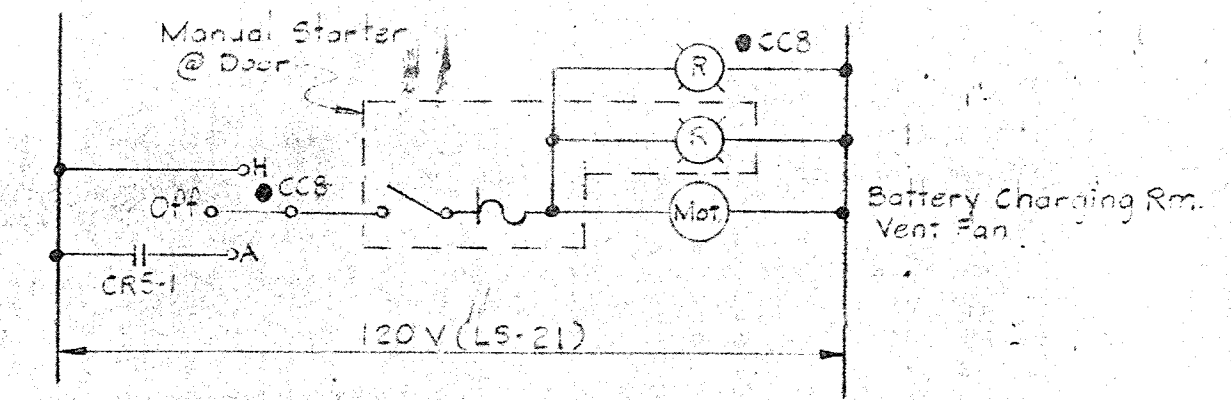 Manual Starter
@ Door
R
CC8
R
H
CC8
Off
Mot.
Battery Charging Rm.
Vent Fan
A
CR5-1
120 V (LS-21)